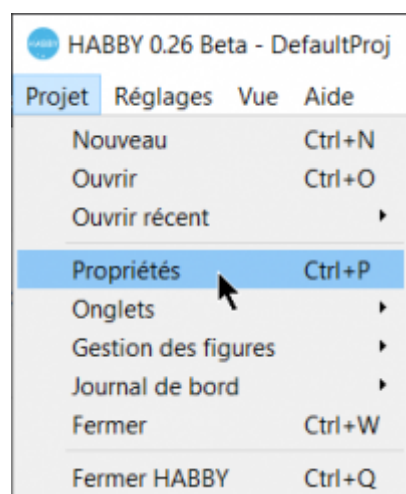 HABBY HABBY 0.26 Beta - DefaultProj
Projet Réglages Vue Aide
Nouveau Ctrl+N
Ouvrir Ctrl+O
Ouvrir récent
Propriétés Ctrl+P
Onglets
Gestion des figures
Journal de bord
Fermer Ctrl+W
Fermer HABBY Ctrl+Q